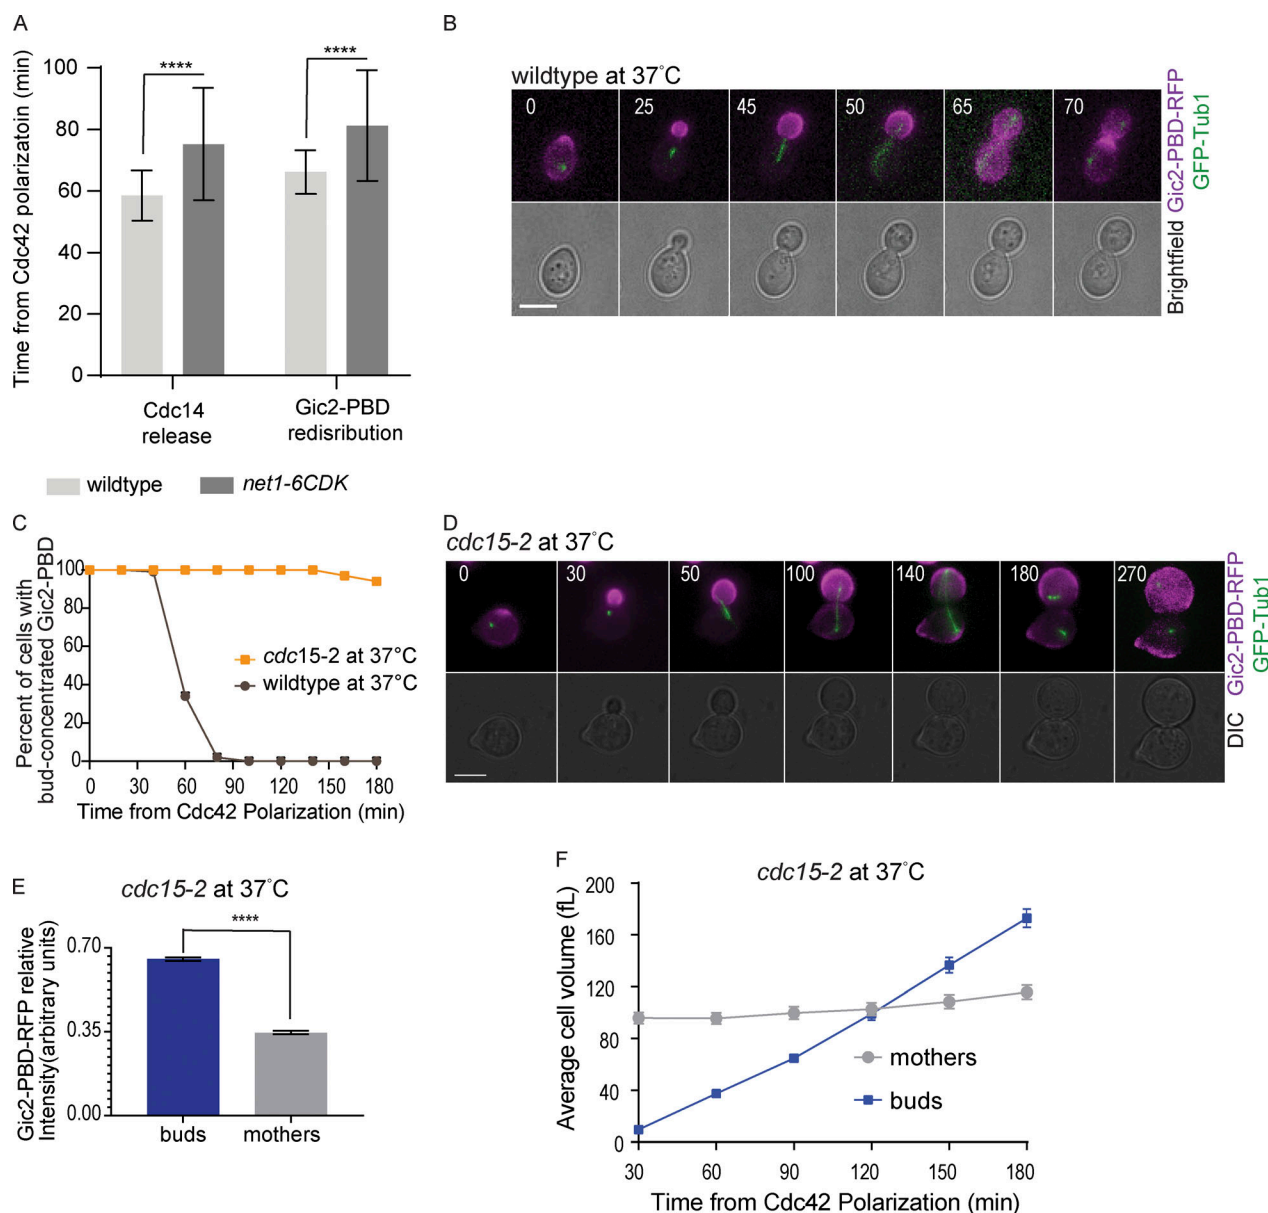 A
Time from Cdc42 polarizatoin (min)
100
80
60
40
20
0
****
****
Cdc14
release
Gic2-PBD
redisribution
wildtype
net1-6CDK
B
wildtype at 37°C
0
25
45
50
65
70
Gic2-PBD-RFP
GFP-Tub1
Brightfield
C
Percent of cells with
bud-concentrated Gic2-PBD
100
80
60
40
20
0
cdc15-2 at 37°C
wildtype at 37°C
0
30
60
90
120
150
180
Time from Cdc42 Polarization (min)
D
cdc15-2 at 37°C
0
30
50
100
140
180
270
Gic2-PBD-RFP
GFP-Tub1
DIC
E
cdc15-2 at 37°C
Gic2-PBD-RFP relative
Intensity(arbitrary units)
0.70
0.35
0.00
****
buds
mothers
F
cdc15-2 at 37°C
Average cell volume (fL)
200
160
120
80
40
0
mothers
buds
30
60
90
120
150
180
Time from Cdc42 Polarization (min)